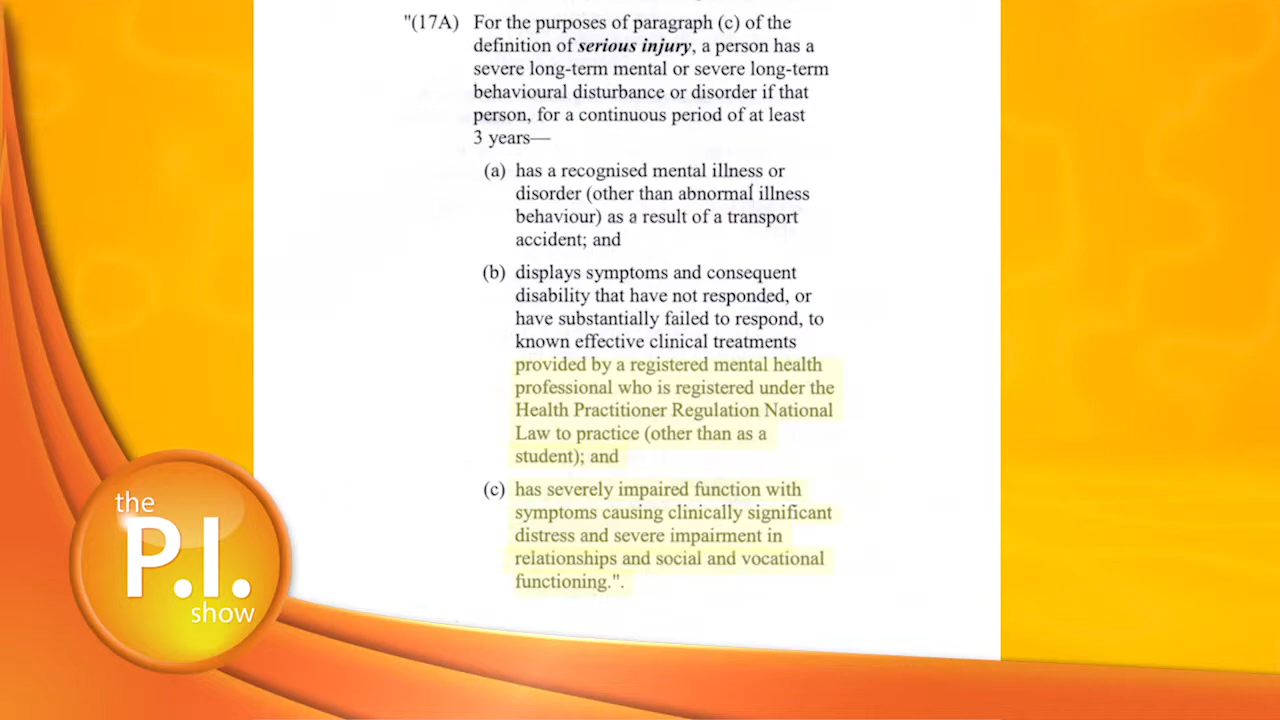 "(17A) For the purposes of paragraph (c) of the
definition of serious injury, a person has a
severe long-term mental or severe long-term
behavioural disturbance or disorder if that
person, for a continuous period of at least
3 years—
(a) has a recognised mental illness or
disorder (other than abnormal illness
behaviour) as a result of a transport
accident; and
(b) displays symptoms and consequent
disability that have not responded, or
have substantially failed to respond, to
known effective clinical treatments
provided by a registered mental health
professional who is registered under the
Health Practitioner Regulation National
Law to practice (other than as a
student); and
(c) has severely impaired function with
symptoms causing clinically significant
distress and severe impairment in
relationships and social and vocational
functioning.".
the
P.I.
show